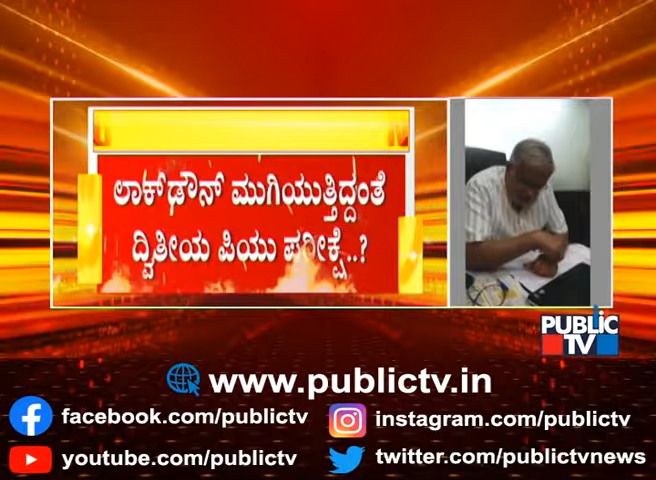 ಲಾಕ್‌ಡೌನ್ ಮುಗಿಯುತ್ತಿದ್ದಂತೆ
ದ್ವಿತೀಯ ಪಿಯು ಪರೀಕ್ಷೆ..?
PUBLiC
TV
www.publictv.in
facebook.com/publictv
instagram.com/publictv
youtube.com/publictv
twitter.com/publictvnews